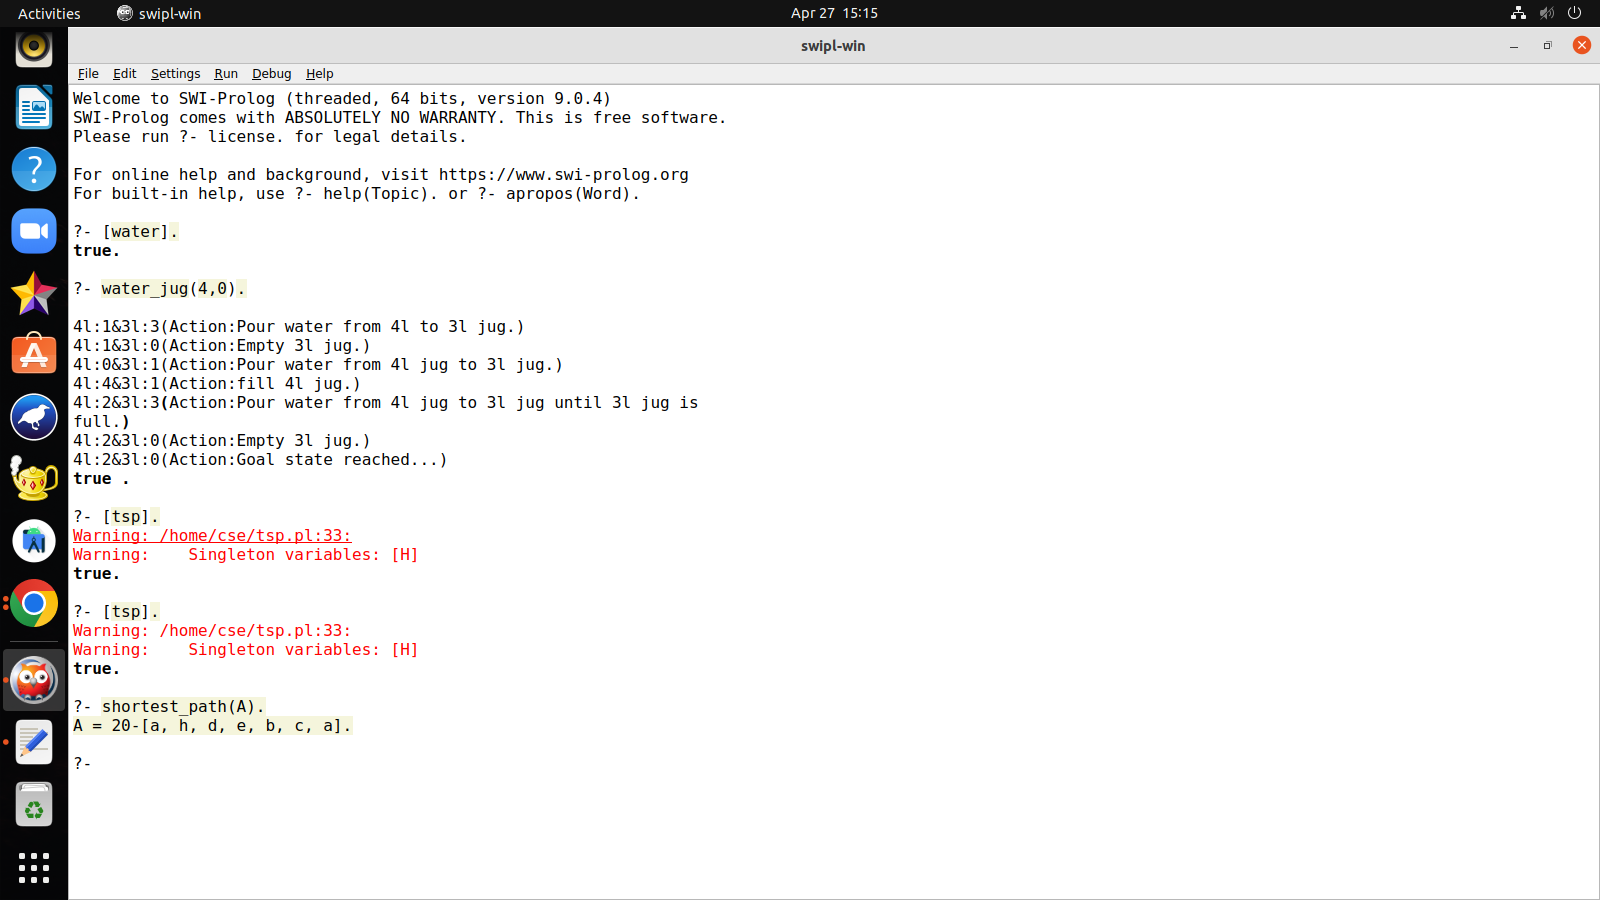 Activities swipl-win Apr 27 15:15
swipl-win
File Edit Settings Run Debug Help
Welcome to SWI-Prolog (threaded, 64 bits, version 9.0.4)
SWI-Prolog comes with ABSOLUTELY NO WARRANTY. This is free software.
Please run ?- license. for legal details.
For online help and background, visit https://www.swi-prolog.org
For built-in help, use ?- help(Topic). or ?- apropos(Word).
?- [water].
true.
?- water_jug(4,0).
4l:1&3l:3(Action:Pour water from 4l to 3l jug.)
4l:1&3l:0(Action:Empty 3l jug.)
4l:0&3l:1(Action:Pour water from 4l jug to 3l jug.)
4l:4&3l:1(Action:fill 4l jug.)
4l:2&3l:3(Action:Pour water from 4l jug to 3l jug until 3l jug is
full.)
4l:2&3l:0(Action:Empty 3l jug.)
4l:2&3l:0(Action:Goal state reached...)
true .
?- [tsp].
Warning: /home/cse/tsp.pl:33:
Warning:    Singleton variables: [H]
true.
?- [tsp].
Warning: /home/cse/tsp.pl:33:
Warning:    Singleton variables: [H]
true.
?- shortest_path(A).
A = 20-[a, h, d, e, b, c, a].
?-